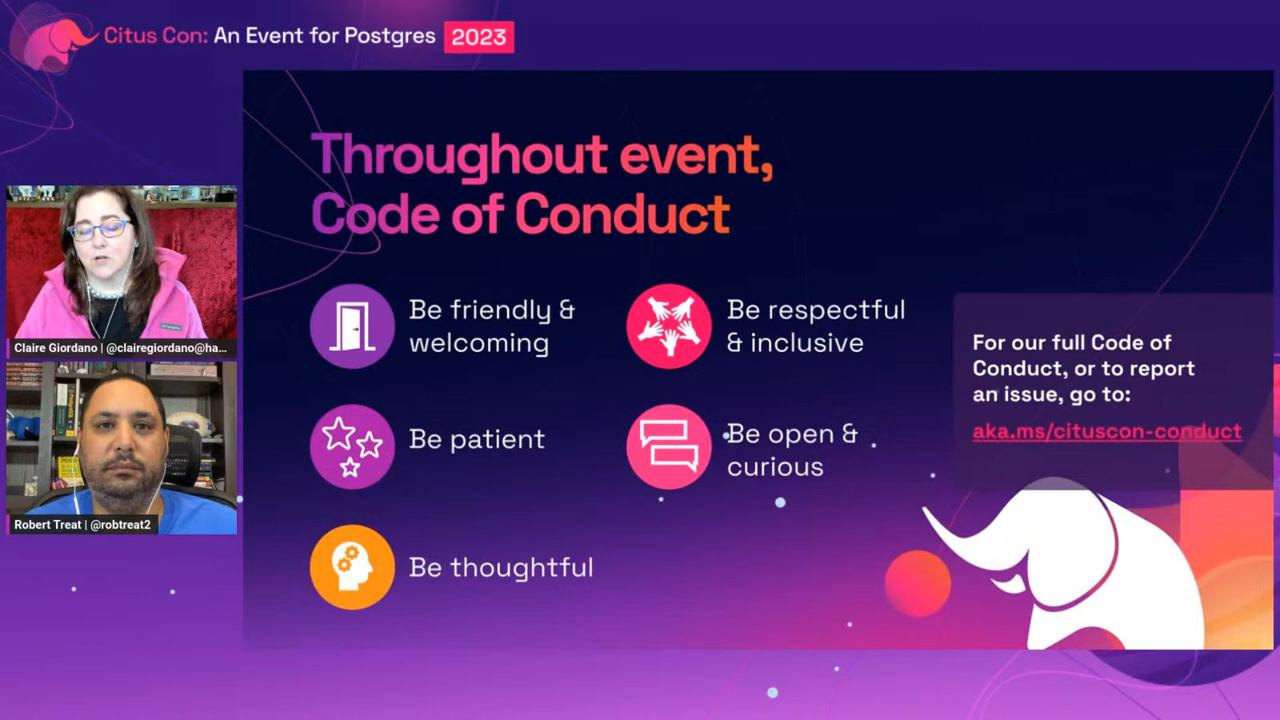 Citus Con: An Event for Postgres 2023
Throughout event,
Code of Conduct
Be friendly &
welcoming
Be respectful
& inclusive
Be patient
Be open &
curious
Be thoughtful
For our full Code of
Conduct, or to report
an issue, go to:
aka.ms/cituscon-conduct
Claire Giordano | @clairegiordano@ha...
Robert Treat | @robtreat2